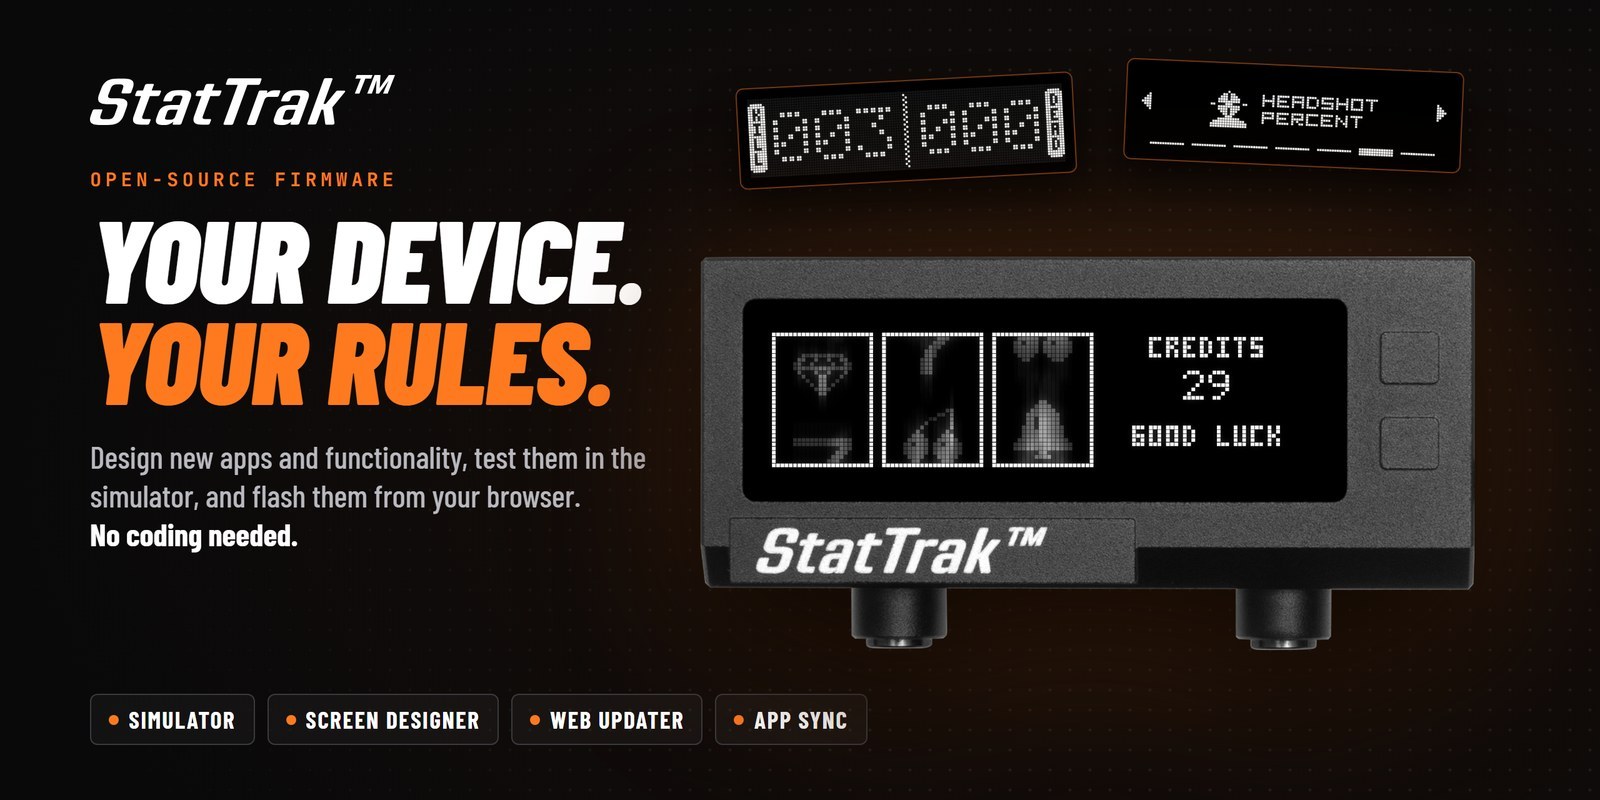 StatTrak™
OPEN-SOURCE FIRMWARE
YOUR DEVICE.
YOUR RULES.
Design new apps and functionality, test them in the
simulator, and flash them from your browser.
No coding needed.
003 000
HEADSHOT
PERCENT
CREDITS
29
GOOD LUCK
StatTrak™
SIMULATOR
SCREEN DESIGNER
WEB UPDATER
APP SYNC